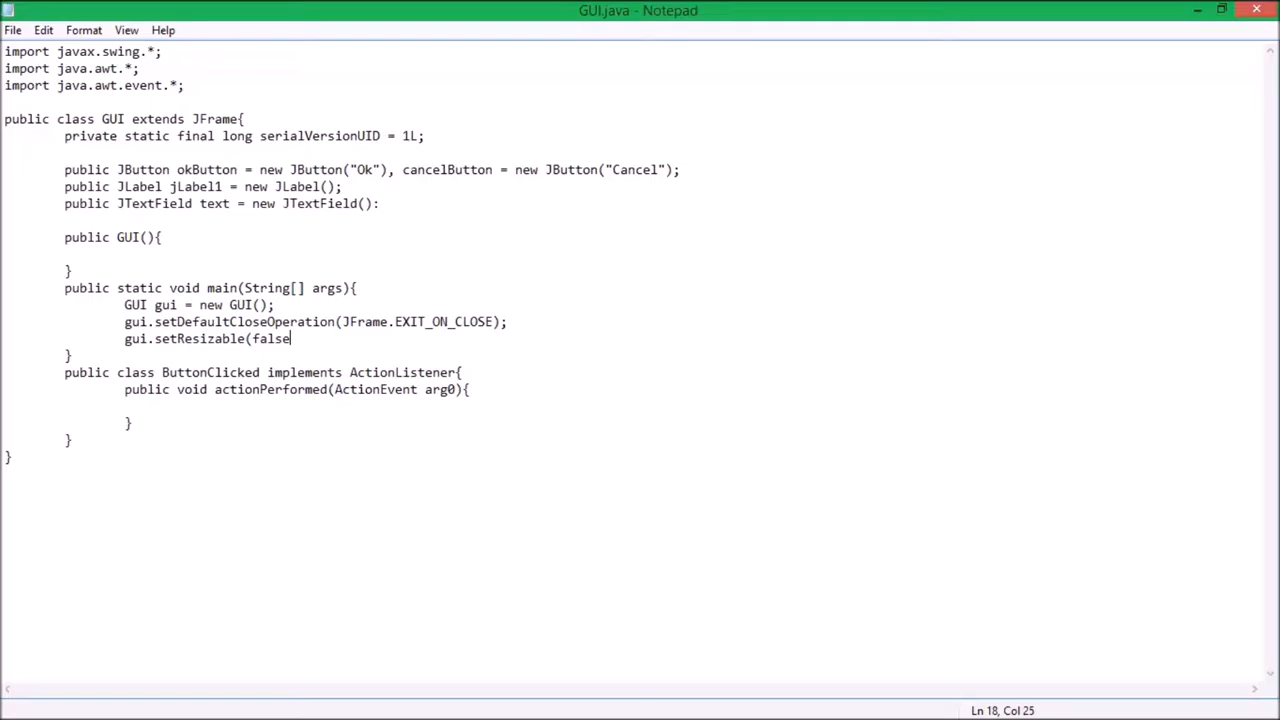 GUI.java - Notepad
File Edit Format View Help
import javax.swing.*;
import java.awt.*;
import java.awt.event.*;
public class GUI extends JFrame{
private static final long serialVersionUID = 1L;
public JButton okButton = new JButton("Ok"), cancelButton = new JButton("Cancel");
public JLabel jLabel1 = new JLabel();
public JTextField text = new JTextField():
public GUI(){
}
public static void main(String[] args){
GUI gui = new GUI();
gui.setDefaultCloseOperation(JFrame.EXIT_ON_CLOSE);
gui.setResizable(false
}
public class ButtonClicked implements ActionListener{
public void actionPerformed(ActionEvent arg0){
}
}
}
Ln 18, Col 25